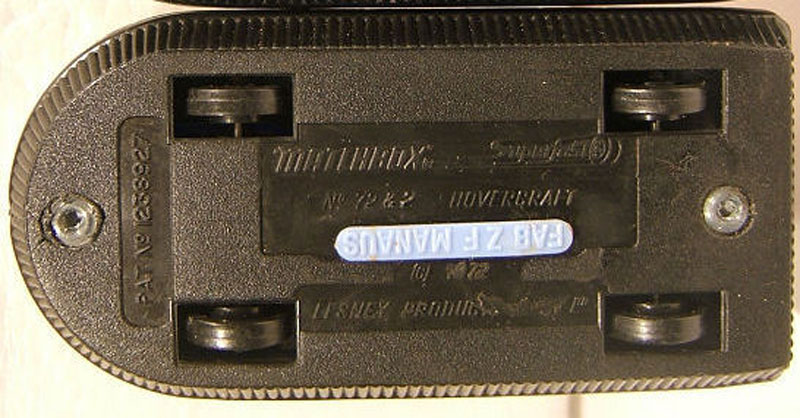 MATCHBOX Superfast
No 72 & 2 HOVERCRAFT
FAB Z F MANAUS
© 1972
LESNEY PRODUCTS
PAT No 1238927